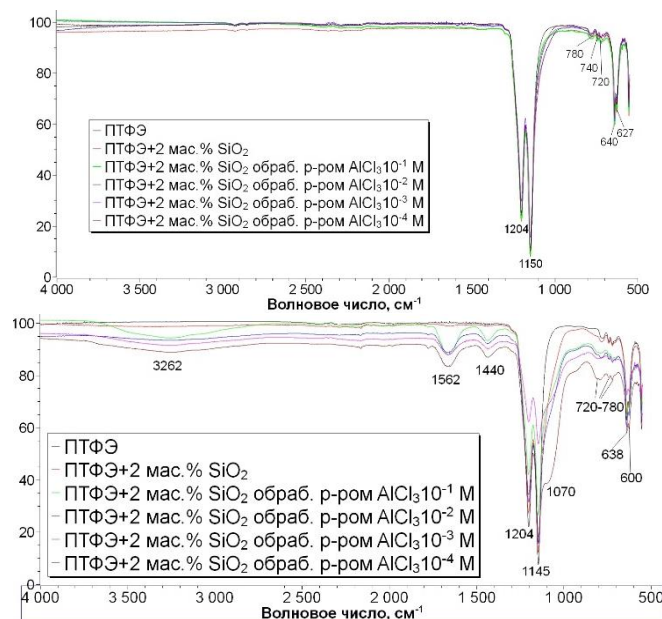 100
80
60
40
20
0
780
740
720
640
627
1204
1150
ПТФЭ
ПТФЭ+2 мас.% SiO₂
ПТФЭ+2 мас.% SiO₂ обраб. р-ром AlCl₃10⁻¹ М
ПТФЭ+2 мас.% SiO₂ обраб. р-ром AlCl₃10⁻² М
ПТФЭ+2 мас.% SiO₂ обраб. р-ром AlCl₃10⁻³ М
ПТФЭ+2 мас.% SiO₂ обраб. р-ром AlCl₃10⁻⁴ М
4 000 3 500 3 000 2 500 2 000 1 500 1 000 500
Волновое число, см⁻¹
100
80
60
40
20
0
3262
1562
1440
720-780
638
600
1070
1204
1145
ПТФЭ
ПТФЭ+2 мас.% SiO₂
ПТФЭ+2 мас.% SiO₂ обраб. р-ром AlCl₃10⁻¹ М
ПТФЭ+2 мас.% SiO₂ обраб. р-ром AlCl₃10⁻² М
ПТФЭ+2 мас.% SiO₂ обраб. р-ром AlCl₃10⁻³ М
ПТФЭ+2 мас.% SiO₂ обраб. р-ром AlCl₃10⁻⁴ М
4 000 3 500 3 000 2 500 2 000 1 500 1 000 500
Волновое число, см⁻¹